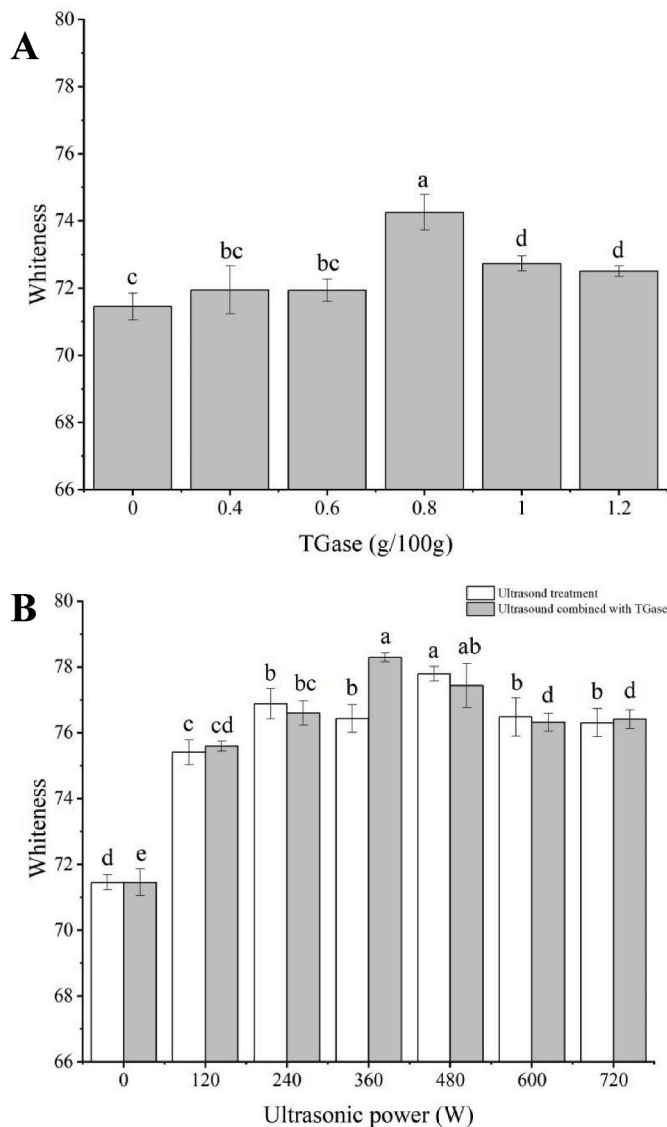 A
80
78
76
74
72
70
68
66
Whiteness
c
bc
bc
a
d
d
0
0.4
0.6
0.8
1
1.2
TGase (g/100g)
B
Ultrasond treatment
Ultrasound combined with TGase
80
78
76
74
72
70
68
66
Whiteness
d
e
c
cd
b
bc
b
a
a
ab
b
d
b
d
0
120
240
360
480
600
720
Ultrasonic power (W)